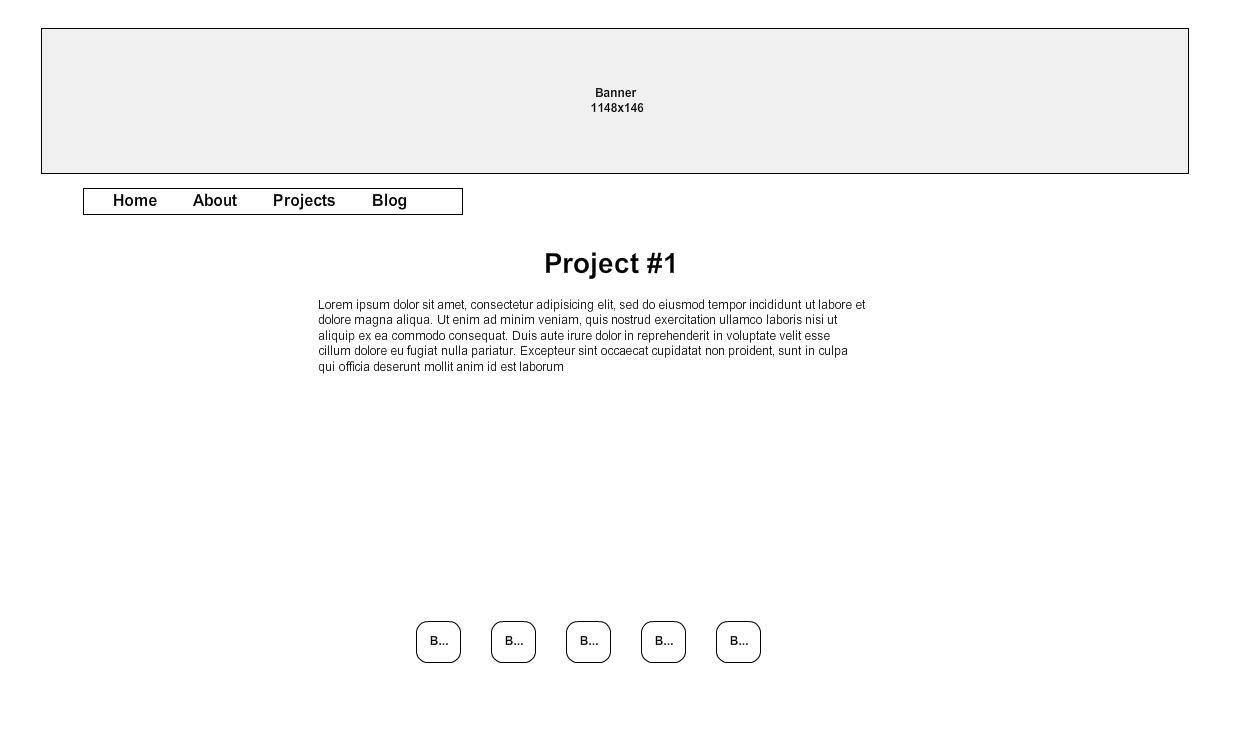 Banner
1148x146
Home About Projects Blog
Project #1
Lorem ipsum dolor sit amet, consectetur adipisicing elit, sed do eiusmod tempor incididunt ut labore et
dolore magna aliqua. Ut enim ad minim veniam, quis nostrud exercitation ullamco laboris nisi ut
aliquip ex ea commodo consequat. Duis aute irure dolor in reprehenderit in voluptate velit esse
cillum dolore eu fugiat nulla pariatur. Excepteur sint occaecat cupidatat non proident, sunt in culpa
qui officia deserunt mollit anim id est laborum
B... B... B... B... B...